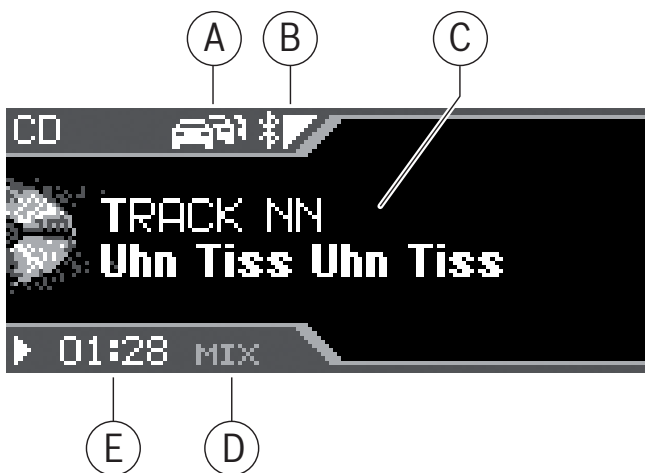 A B C
CD
TRACK NN
Uhn Tiss Uhn Tiss
01:28 MIX
E D